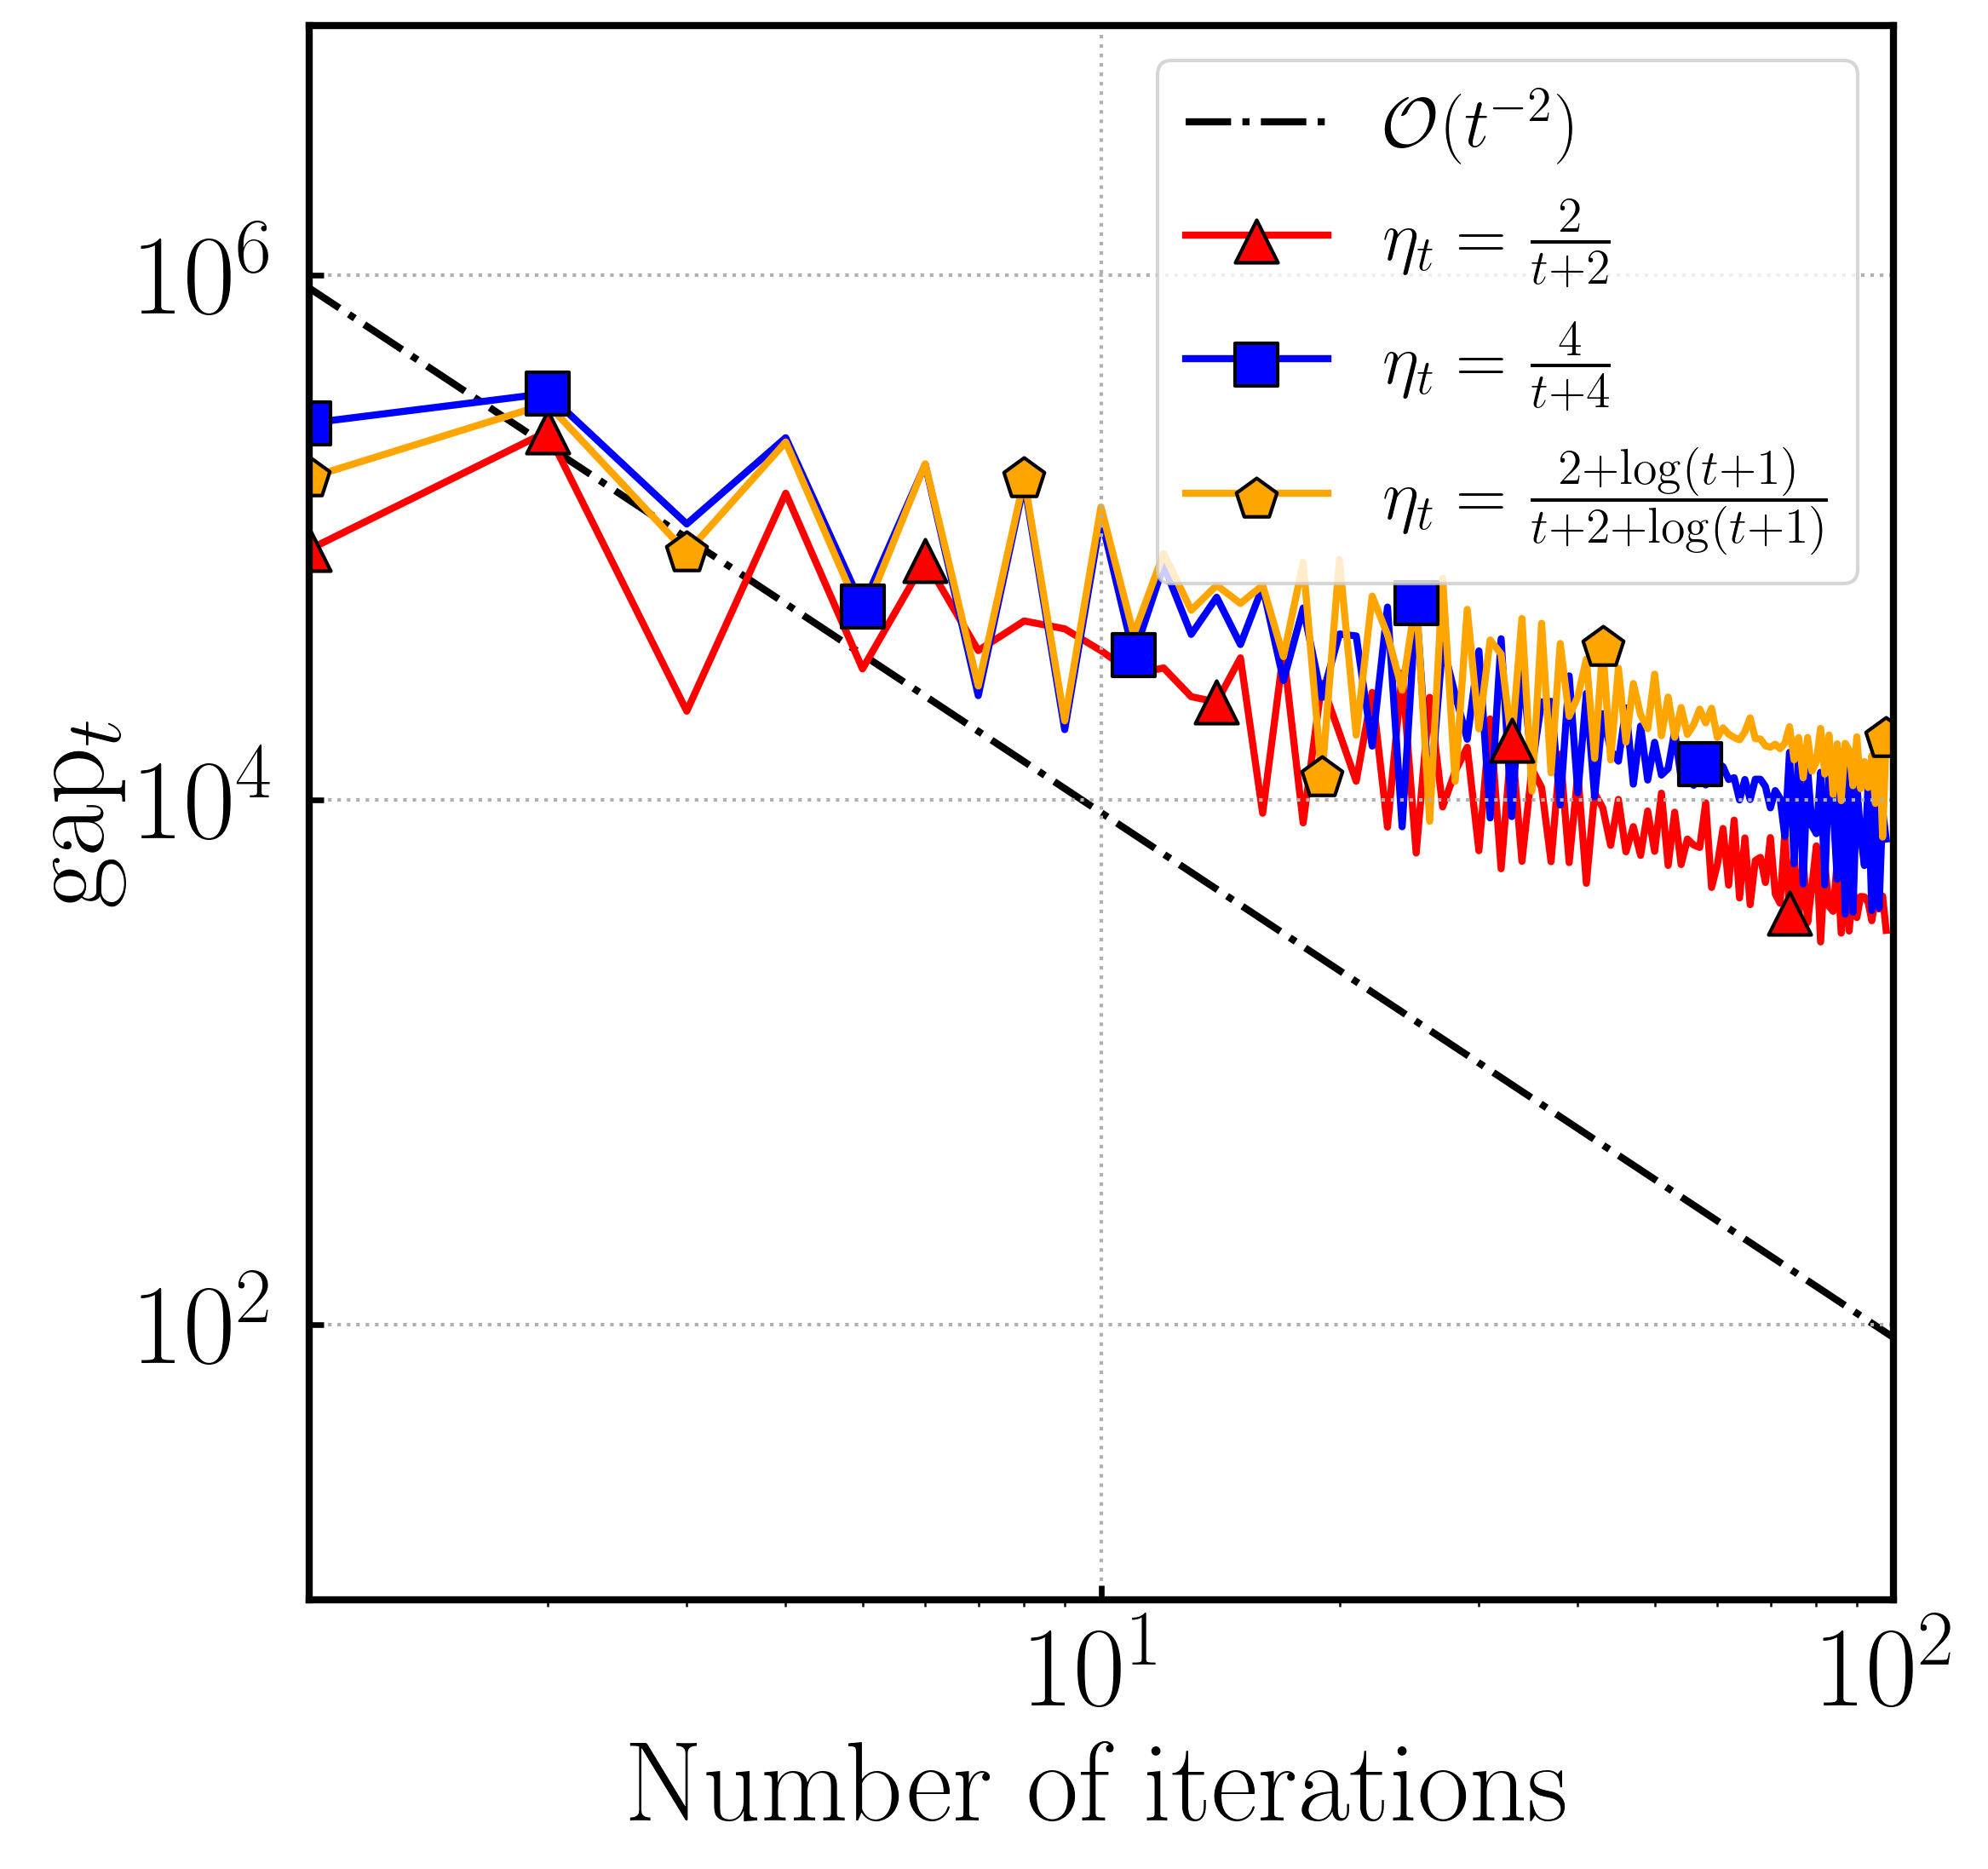 𝒪(t⁻²)
ηₜ = 2/(t+2)
ηₜ = 4/(t+4)
ηₜ = (2+log(t+1))/(t+2+log(t+1))
10⁶
10⁴
10²
gapₜ
10¹ 10²
Number of iterations